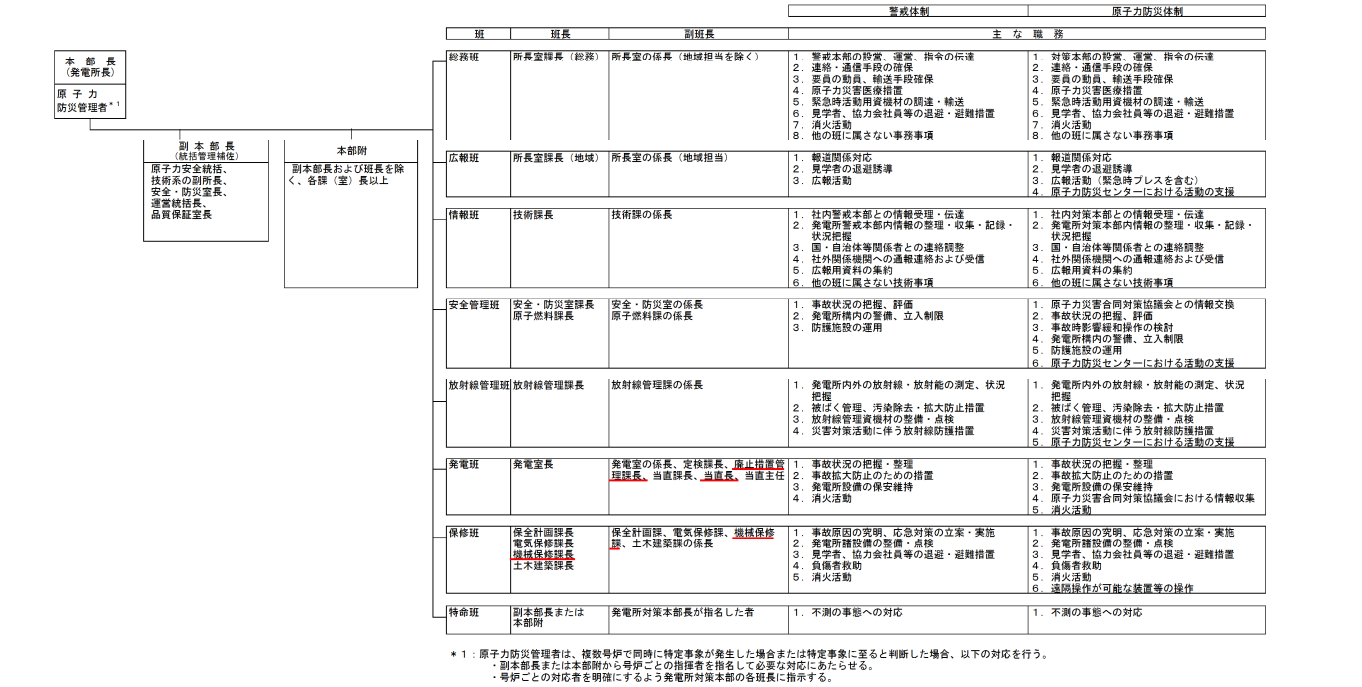 警戒体制
原子力防災体制
班
班長
副班長
主な職務
本部長
（発電所長）
原子力
防災管理者＊１
副本部長
（統括管理補佐）
原子力安全統括、
技術系の副所長、
安全・防災室長、
運営統括長、
品質保証室長
本部附
副本部長および班長を除
く、各課（室）長以上
総務班
所長室課長（総務）
所長室の係長（地域担当を除く）
１．警戒本部の設営、運営、指令の伝達
２．連絡・通信手段の確保
３．要員の動員、輸送手段確保
４．原子力災害医療措置
５．緊急時活動用資機材の調達・輸送
６．見学者、協力会社員等の退避・避難措置
７．消火活動
８．他の班に属さない事務事項
１．対策本部の設営、運営、指令の伝達
２．連絡・通信手段の確保
３．要員の動員、輸送手段確保
４．原子力災害医療措置
５．緊急時活動用資機材の調達・輸送
６．見学者、協力会社員等の退避・避難措置
７．消火活動
８．他の班に属さない事務事項
広報班
所長室課長（地域）
所長室の係長（地域担当）
１．報道関係対応
２．見学者の退避誘導
３．広報活動
１．報道関係対応
２．見学者の退避誘導
３．広報活動（緊急時プレスを含む）
４．原子力防災センターにおける活動の支援
情報班
技術課長
技術課の係長
１．社内警戒本部との情報受理・伝達
２．発電所警戒本部内情報の整理・収集・記録・
状況把握
３．国・自治体等関係者との連絡調整
４．社外関係機関への通報連絡および受信
５．広報用資料の集約
６．他の班に属さない技術事項
１．社内対策本部との情報受理・伝達
２．発電所対策本部内情報の整理・収集・記録・
状況把握
３．国・自治体等関係者との連絡調整
４．社外関係機関への通報連絡および受信
５．広報用資料の集約
６．他の班に属さない技術事項
安全管理班
安全・防災室課長
原子燃料課長
安全・防災室の係長
原子燃料課の係長
１．事故状況の把握、評価
２．発電所構内の警備、立入制限
３．防護施設の運用
１．原子力災害合同対策協議会との情報交換
２．事故状況の把握、評価
３．事故時影響緩和操作の検討
４．発電所構内の警備、立入制限
５．防護施設の運用
６．原子力防災センターにおける活動の支援
放射線管理班
放射線管理課長
放射線管理課の係長
１．発電所内外の放射線・放射能の測定、状況
把握
２．被ばく管理、汚染除去・拡大防止措置
３．放射線管理資機材の整備・点検
４．災害対策活動に伴う放射線防護措置
１．発電所内外の放射線・放射能の測定、状況
把握
２．被ばく管理、汚染除去・拡大防止措置
３．放射線管理資機材の整備・点検
４．災害対策活動に伴う放射線防護措置
５．原子力防災センターにおける活動の支援
発電班
発電室長
発電室の係長、定検課長、廃止措置管
理課長、当直課長、当直長、当直主任
１．事故状況の把握・整理
２．事故拡大防止のための措置
３．発電所設備の保安維持
４．消火活動
１．事故状況の把握・整理
２．事故拡大防止のための措置
３．発電所設備の保安維持
４．原子力災害合同対策協議会における情報収集
５．消火活動
保修班
保全計画課長
電気保修課長
機械保修課長
土木建築課長
保全計画課、電気保修課、機械保修
課、土木建築課の係長
１．事故原因の究明、応急対策の立案・実施
２．発電所諸設備の整備・点検
３．見学者、協力会社員等の退避・避難措置
４．負傷者救助
５．消火活動
１．事故原因の究明、応急対策の立案・実施
２．発電所諸設備の整備・点検
３．見学者、協力会社員等の退避・避難措置
４．負傷者救助
５．消火活動
６．遠隔操作が可能な装置等の操作
特命班
副本部長または
本部附
発電所対策本部長が指名した者
１．不測の事態への対応
１．不測の事態への対応
＊１：原子力防災管理者は、複数号炉で同時に特定事象が発生した場合または特定事象に至ると判断した場合、以下の対応を行う。
・副本部長または本部附から号炉ごとの指揮者を指名して必要な対応にあたらせる。
・号炉ごとの対応者を明確にするよう発電所対策本部の各班長に指示する。